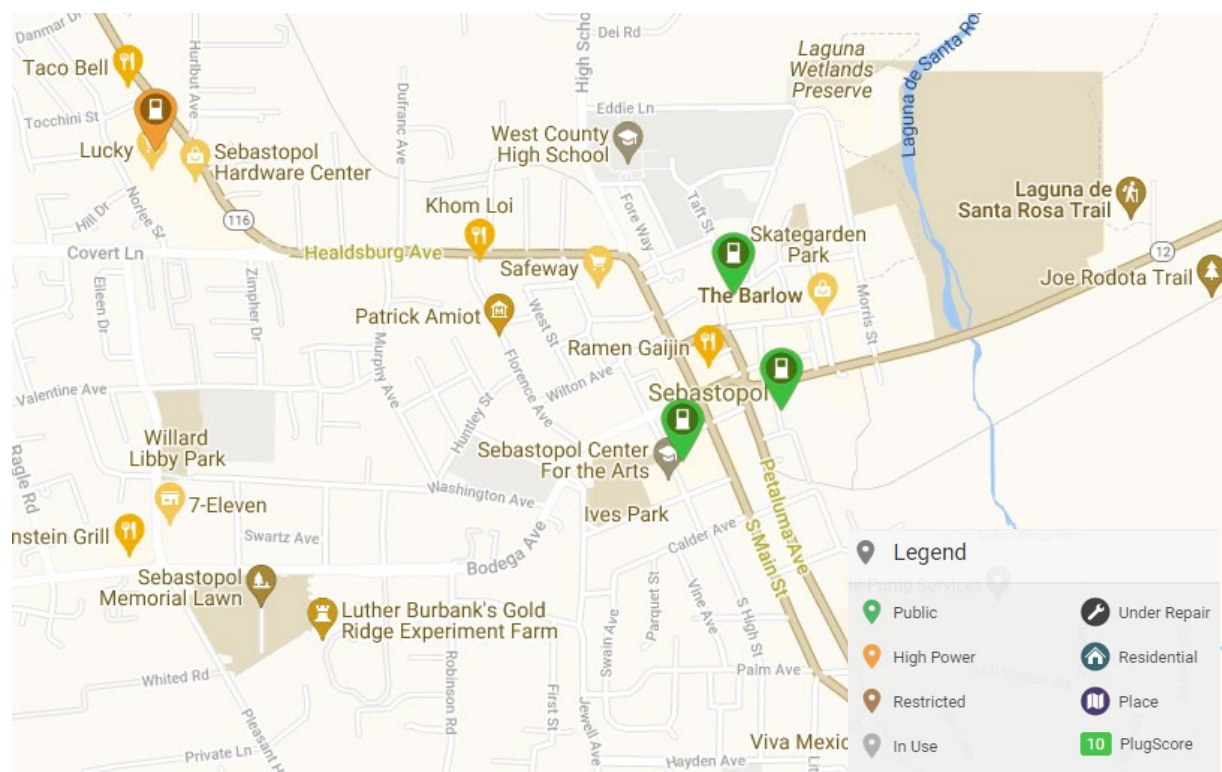 Danmar Dr
Taco Bell
Hurlbut Ave
Tocchini St
Lucky
Sebastopol
Hardware Center
Hill Dr
Norlee St
116
Covert Ln
Healdsburg Ave
Dufranc Ave
Khom Loi
Safeway
Dei Rd
Eddie Ln
West County
High School
Fore Way
Taft St
Laguna
Wetlands
Preserve
Laguna de Santa Ro
Laguna de
Santa Rosa Trail
Skategarden
Park
12
Joe Rodota Trail
The Barlow
Morris St
Eileen Dr
Zimpher Dr
Patrick Amiot
West St
Ramen Gaijin
Murphy Ave
Florence Ave
Wilton Ave
Sebastopol
Valentine Ave
Huntley St
Willard
Libby Park
Sebastopol Center
For the Arts
Ragle Rd
Washington Ave
7-Eleven
Ives Park
Petaluma Ave
S Main St
nstein Grill
Swartz Ave
Bodega Ave
Calder Ave
Sebastopol
Memorial Lawn
Luther Burbank's Gold
Ridge Experiment Farm
Swain Ave
Parquet St
Vine Ave
S High St
Whited Rd
Robinson Rd
First St
Jewell Ave
Palm Ave
Pleasant H
Private Ln
Viva Mexic
Hayden Ave
Lit
Legend
e Pump Services
Public
Under Repair
High Power
Residential
Restricted
Place
In Use
10 PlugScore